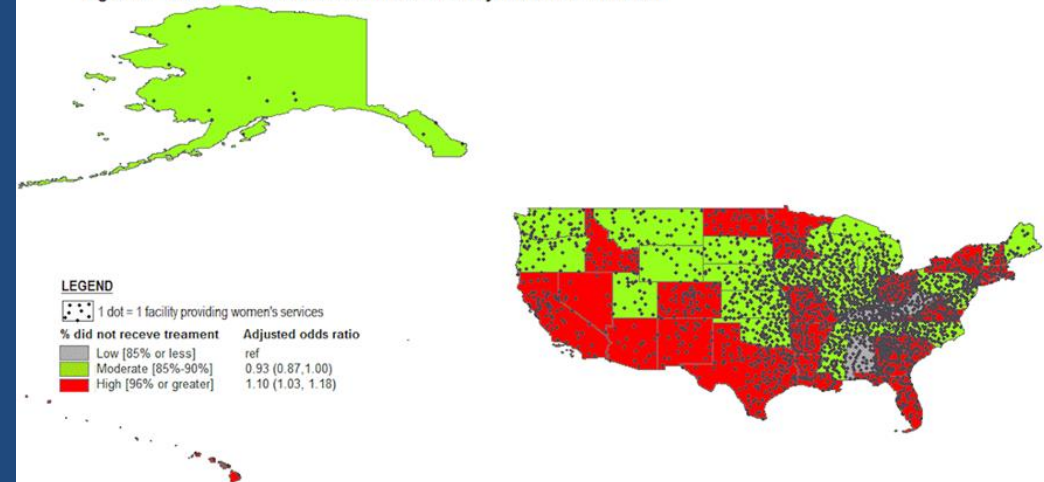 LEGEND
1 dot = 1 facility providing women's services
% did not receve treament Adjusted odds ratio
Low [85% or less] ref
Moderate [85%-90%] 0.93 (0.87,1.00)
High [96% or greater] 1.10 (1.03, 1.18)